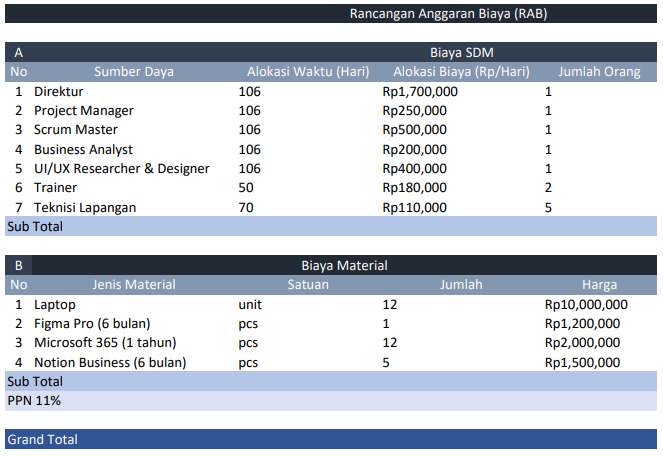 Rancangan Anggaran Biaya (RAB)
A Biaya SDM
No Sumber Daya Alokasi Waktu (Hari) Alokasi Biaya (Rp/Hari) Jumlah Orang
1 Direktur 106 Rp1,700,000 1
2 Project Manager 106 Rp250,000 1
3 Scrum Master 106 Rp500,000 1
4 Business Analyst 106 Rp200,000 1
5 UI/UX Researcher & Designer 106 Rp400,000 1
6 Trainer 50 Rp180,000 2
7 Teknisi Lapangan 70 Rp110,000 5
Sub Total
B Biaya Material
No Jenis Material Satuan Jumlah Harga
1 Laptop unit 12 Rp10,000,000
2 Figma Pro (6 bulan) pcs 1 Rp1,200,000
3 Microsoft 365 (1 tahun) pcs 12 Rp2,000,000
4 Notion Business (6 bulan) pcs 5 Rp1,500,000
Sub Total
PPN 11%
Grand Total